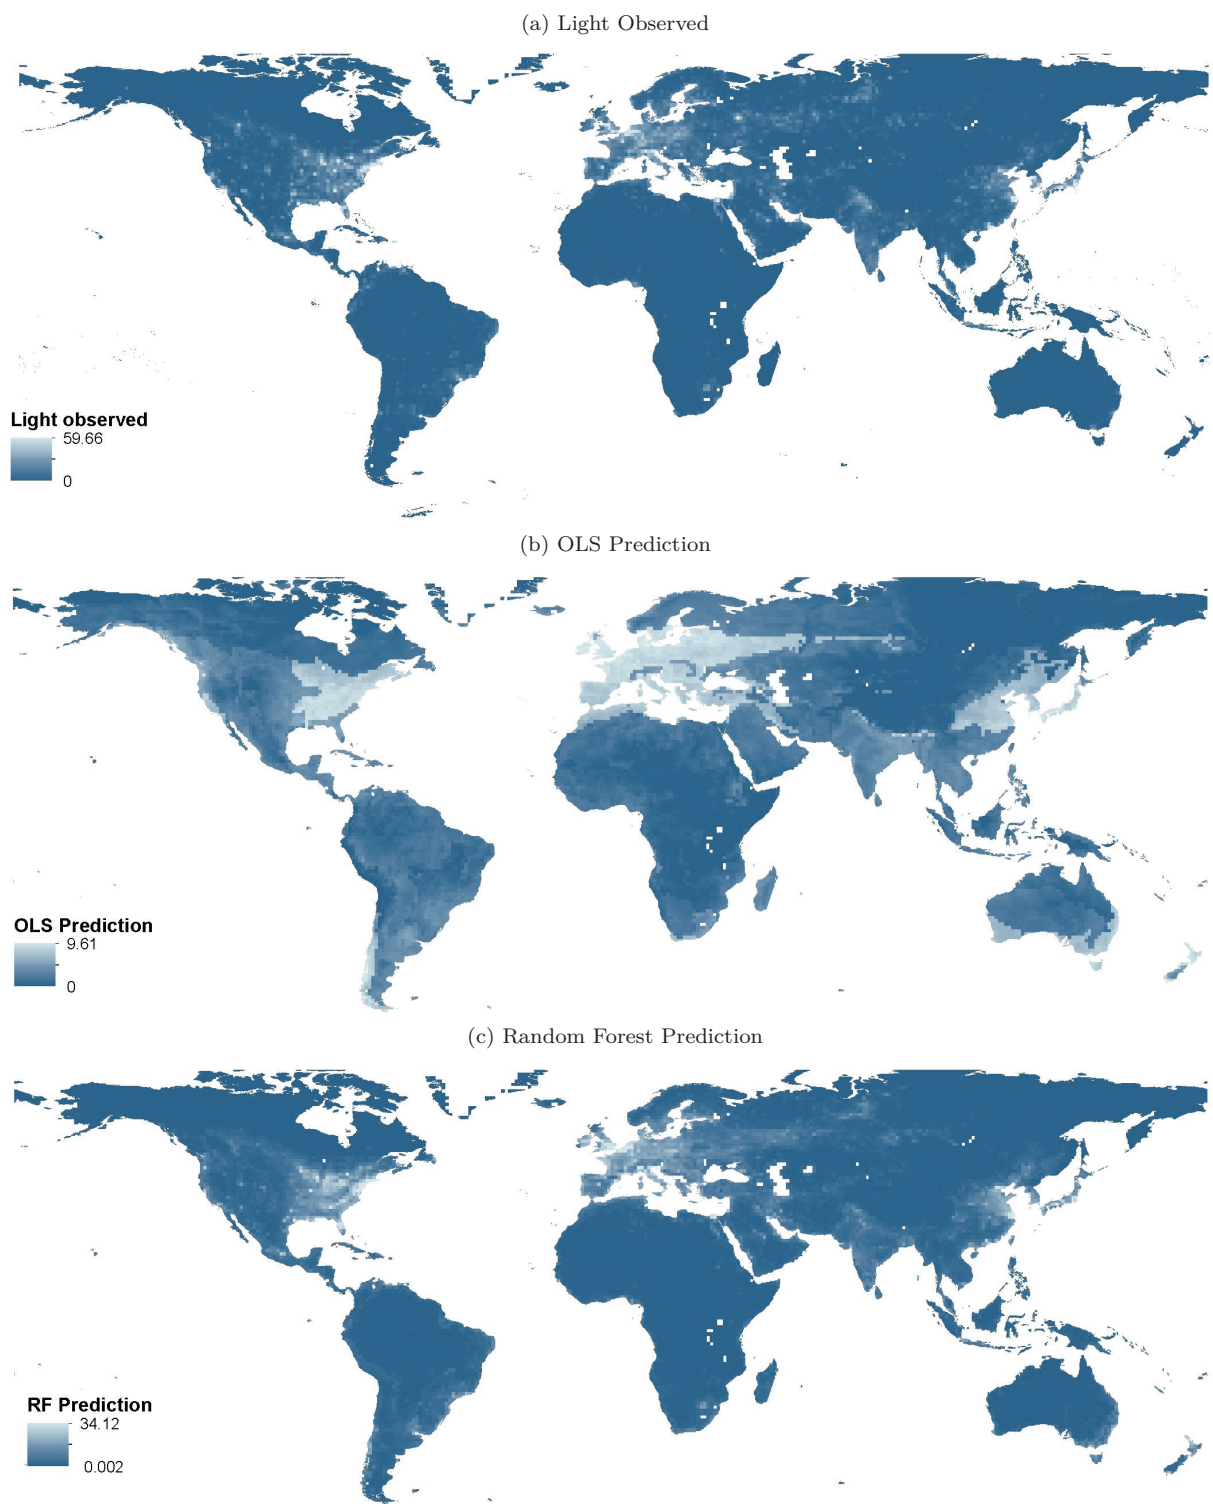 (a) Light Observed
Light observed
59.66
0
(b) OLS Prediction
OLS Prediction
9.61
0
(c) Random Forest Prediction
RF Prediction
34.12
0.002